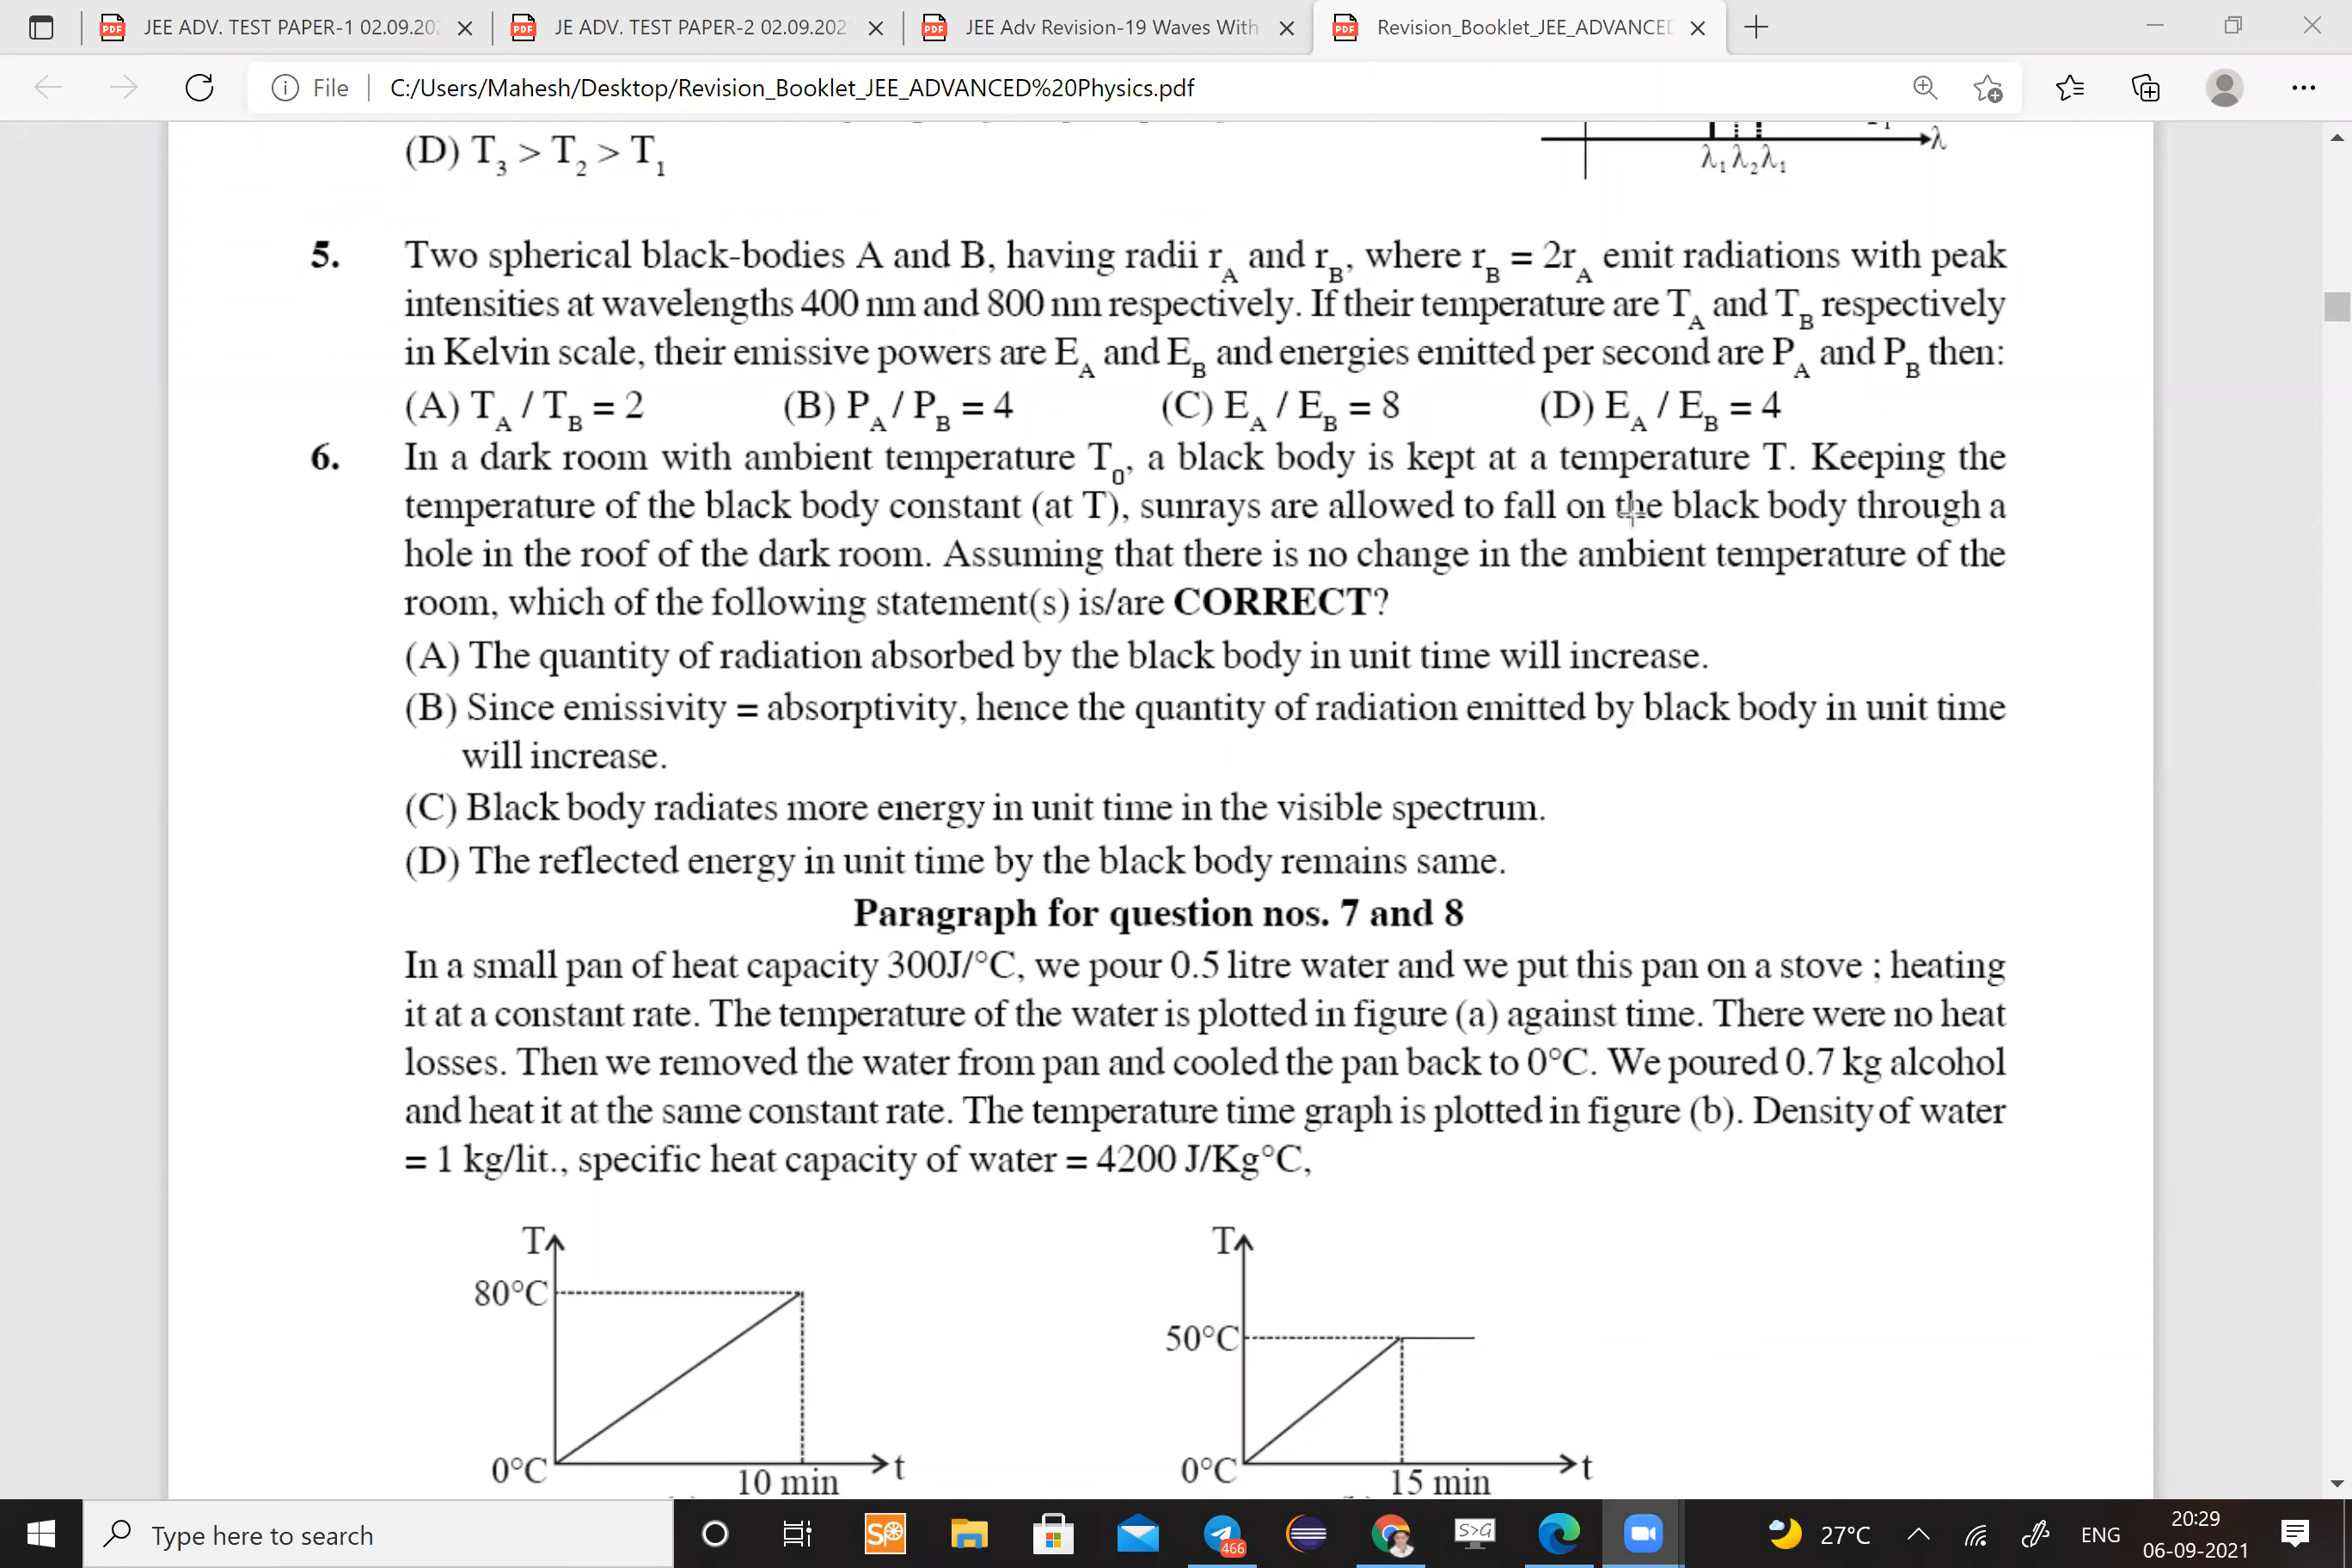 JEE ADV. TEST PAPER-1 02.09.20
JE ADV. TEST PAPER-2 02.09.202
JEE Adv Revision-19 Waves With
Revision_Booklet_JEE_ADVANCED
File
C:/Users/Mahesh/Desktop/Revision_Booklet_JEE_ADVANCED%20Physics.pdf
(D) T₃ > T₂ > T₁
λ
λ₁ λ₂ λ₁
5. Two spherical black-bodies A and B, having radii r_A and r_B, where r_B = 2r_A emit radiations with peak
intensities at wavelengths 400 nm and 800 nm respectively. If their temperature are T_A and T_B respectively
in Kelvin scale, their emissive powers are E_A and E_B and energies emitted per second are P_A and P_B then:
(A) T_A / T_B = 2 (B) P_A / P_B = 4 (C) E_A / E_B = 8 (D) E_A / E_B = 4
6. In a dark room with ambient temperature T₀, a black body is kept at a temperature T. Keeping the
temperature of the black body constant (at T), sunrays are allowed to fall on the black body through a
hole in the roof of the dark room. Assuming that there is no change in the ambient temperature of the
room, which of the following statement(s) is/are CORRECT?
(A) The quantity of radiation absorbed by the black body in unit time will increase.
(B) Since emissivity = absorptivity, hence the quantity of radiation emitted by black body in unit time
will increase.
(C) Black body radiates more energy in unit time in the visible spectrum.
(D) The reflected energy in unit time by the black body remains same.
Paragraph for question nos. 7 and 8
In a small pan of heat capacity 300J/°C, we pour 0.5 litre water and we put this pan on a stove ; heating
it at a constant rate. The temperature of the water is plotted in figure (a) against time. There were no heat
losses. Then we removed the water from pan and cooled the pan back to 0°C. We poured 0.7 kg alcohol
and heat it at the same constant rate. The temperature time graph is plotted in figure (b). Density of water
= 1 kg/lit., specific heat capacity of water = 4200 J/Kg°C,
T
80°C
0°C
10 min
t
T
50°C
0°C
15 min
t
Type here to search
466
S>G
27°C
ENG
20:29
06-09-2021